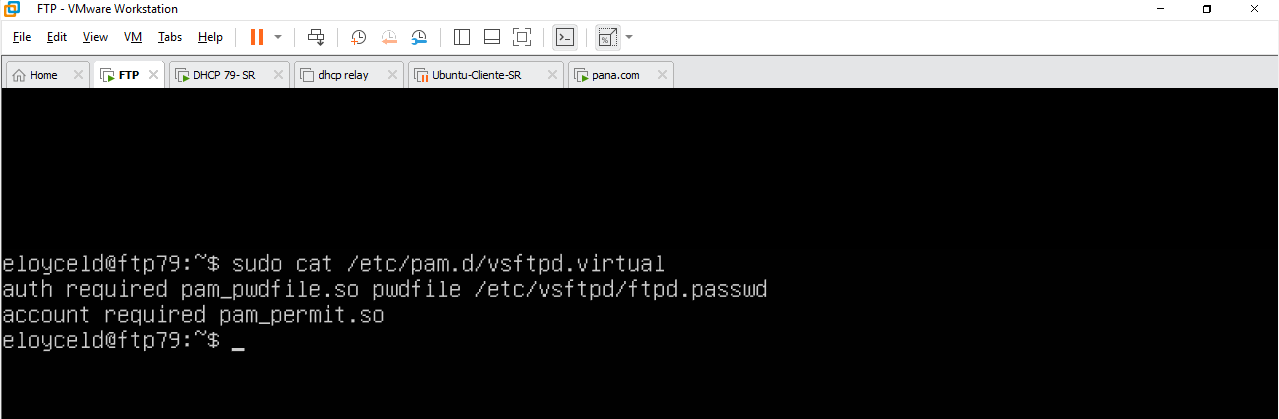 FTP - VMware Workstation
File Edit View VM Tabs Help
Home FTP DHCP 79- SR dhcp relay Ubuntu-Cliente-SR pana.com
eloyceld@ftp79:~$ sudo cat /etc/pam.d/vsftpd.virtual
auth required pam_pwdfile.so pwdfile /etc/vsftpd/ftpd.passwd
account required pam_permit.so
eloyceld@ftp79:~$ _